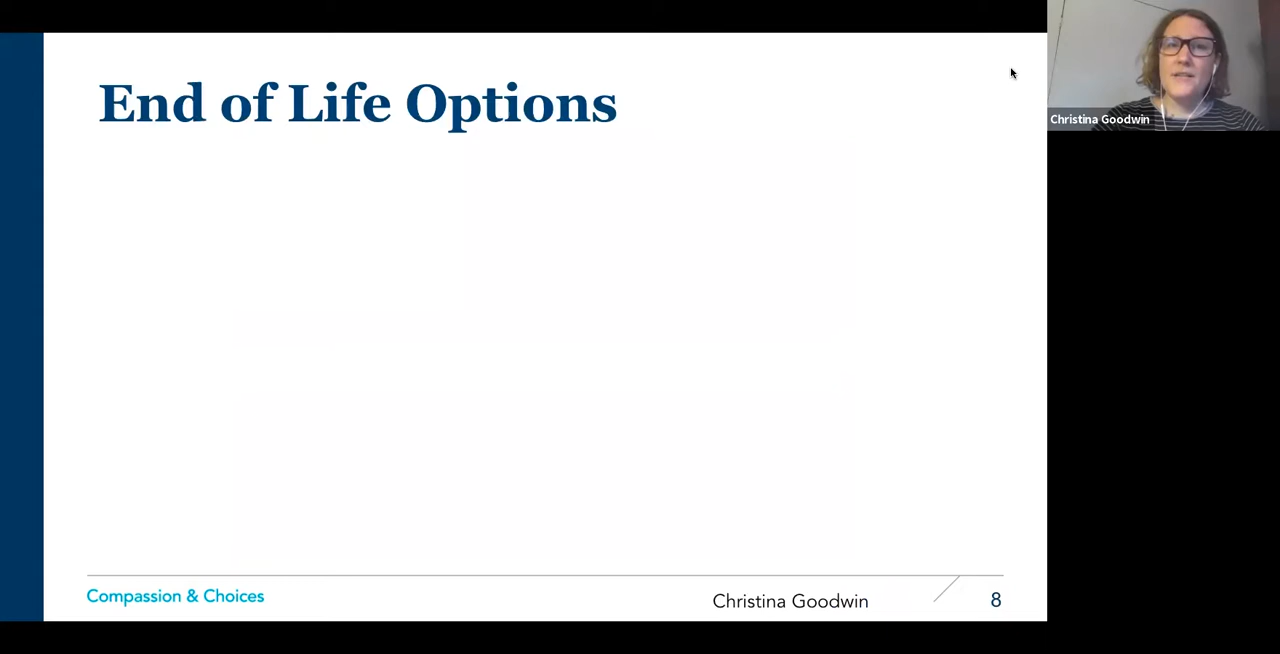 End of Life Options
Christina Goodwin
Compassion & Choices
Christina Goodwin
8